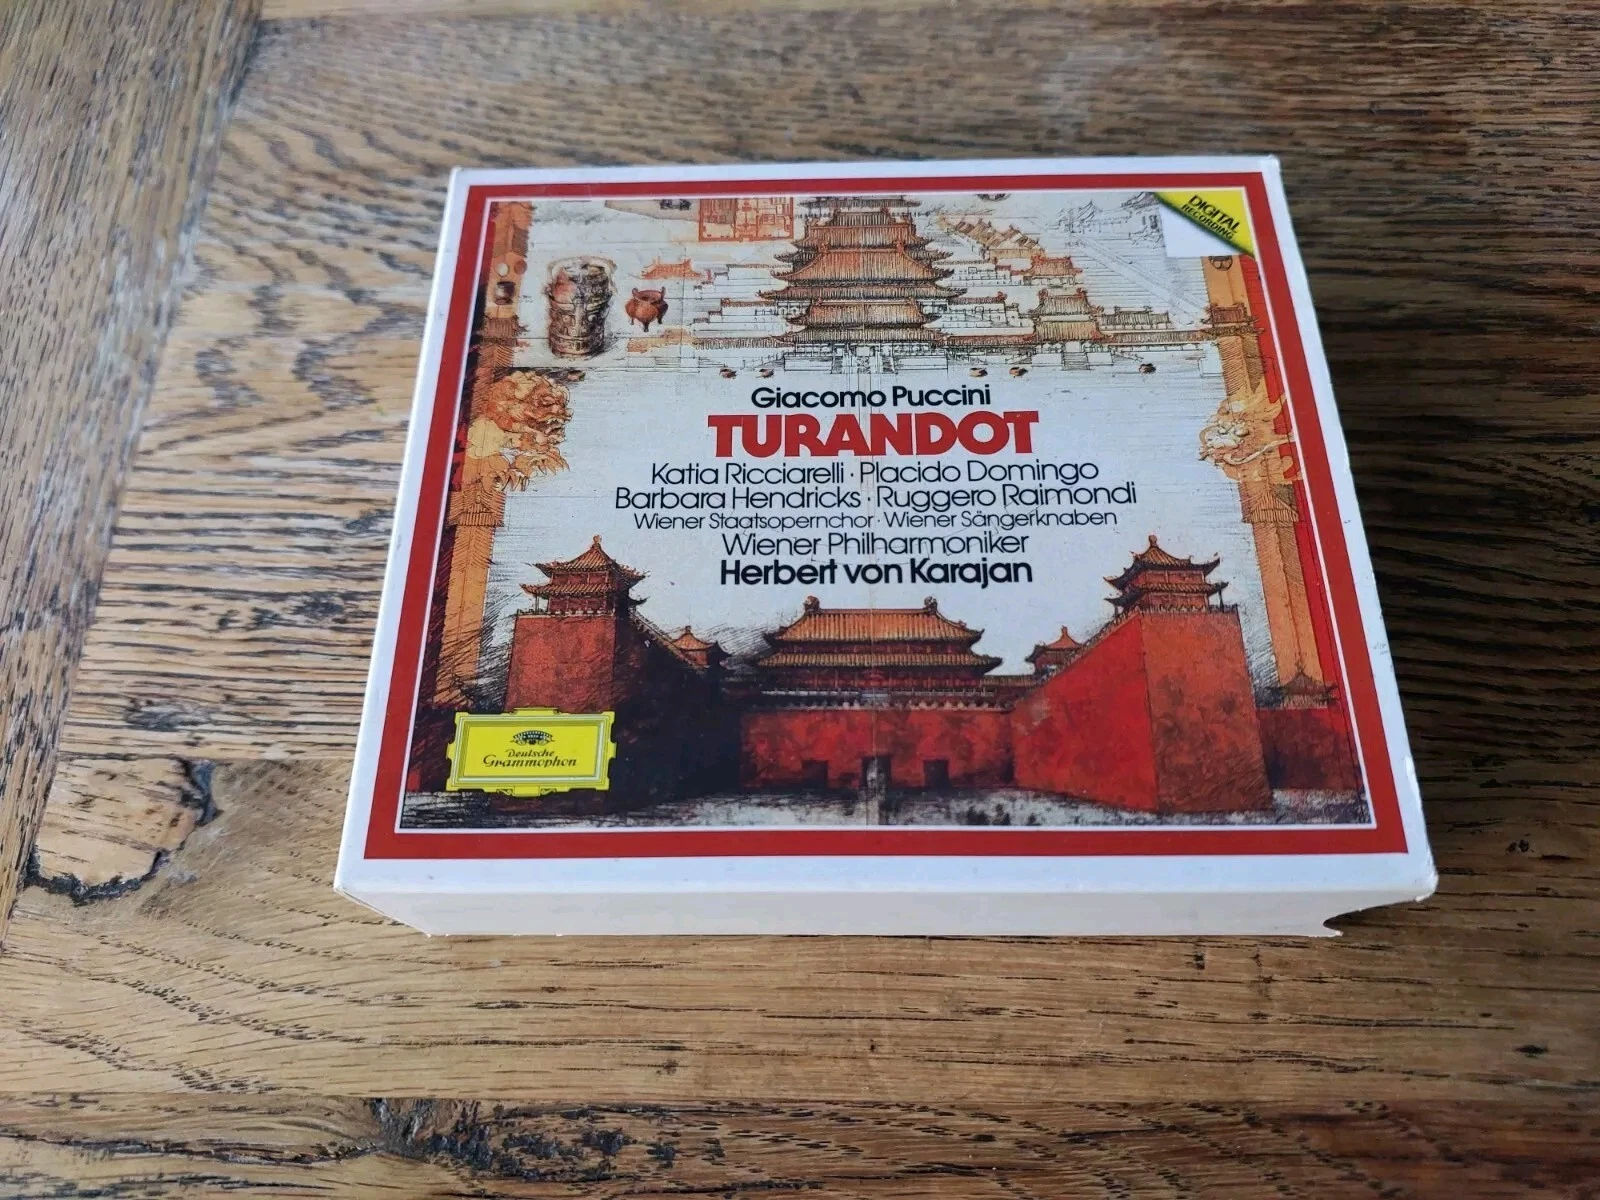 DIGITAL
RECORDING
Giacomo Puccini
TURANDOT
Katia Ricciarelli · Placido Domingo
Barbara Hendricks · Ruggero Raimondi
Wiener Staatsopernchor · Wiener Sängerknaben
Wiener Philharmoniker
Herbert von Karajan
Deutsche
Grammophon